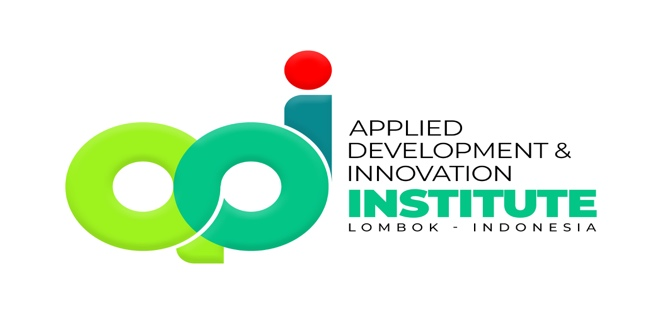 APPLIED
DEVELOPMENT &
INNOVATION
INSTITUTE
LOMBOK - INDONESIA